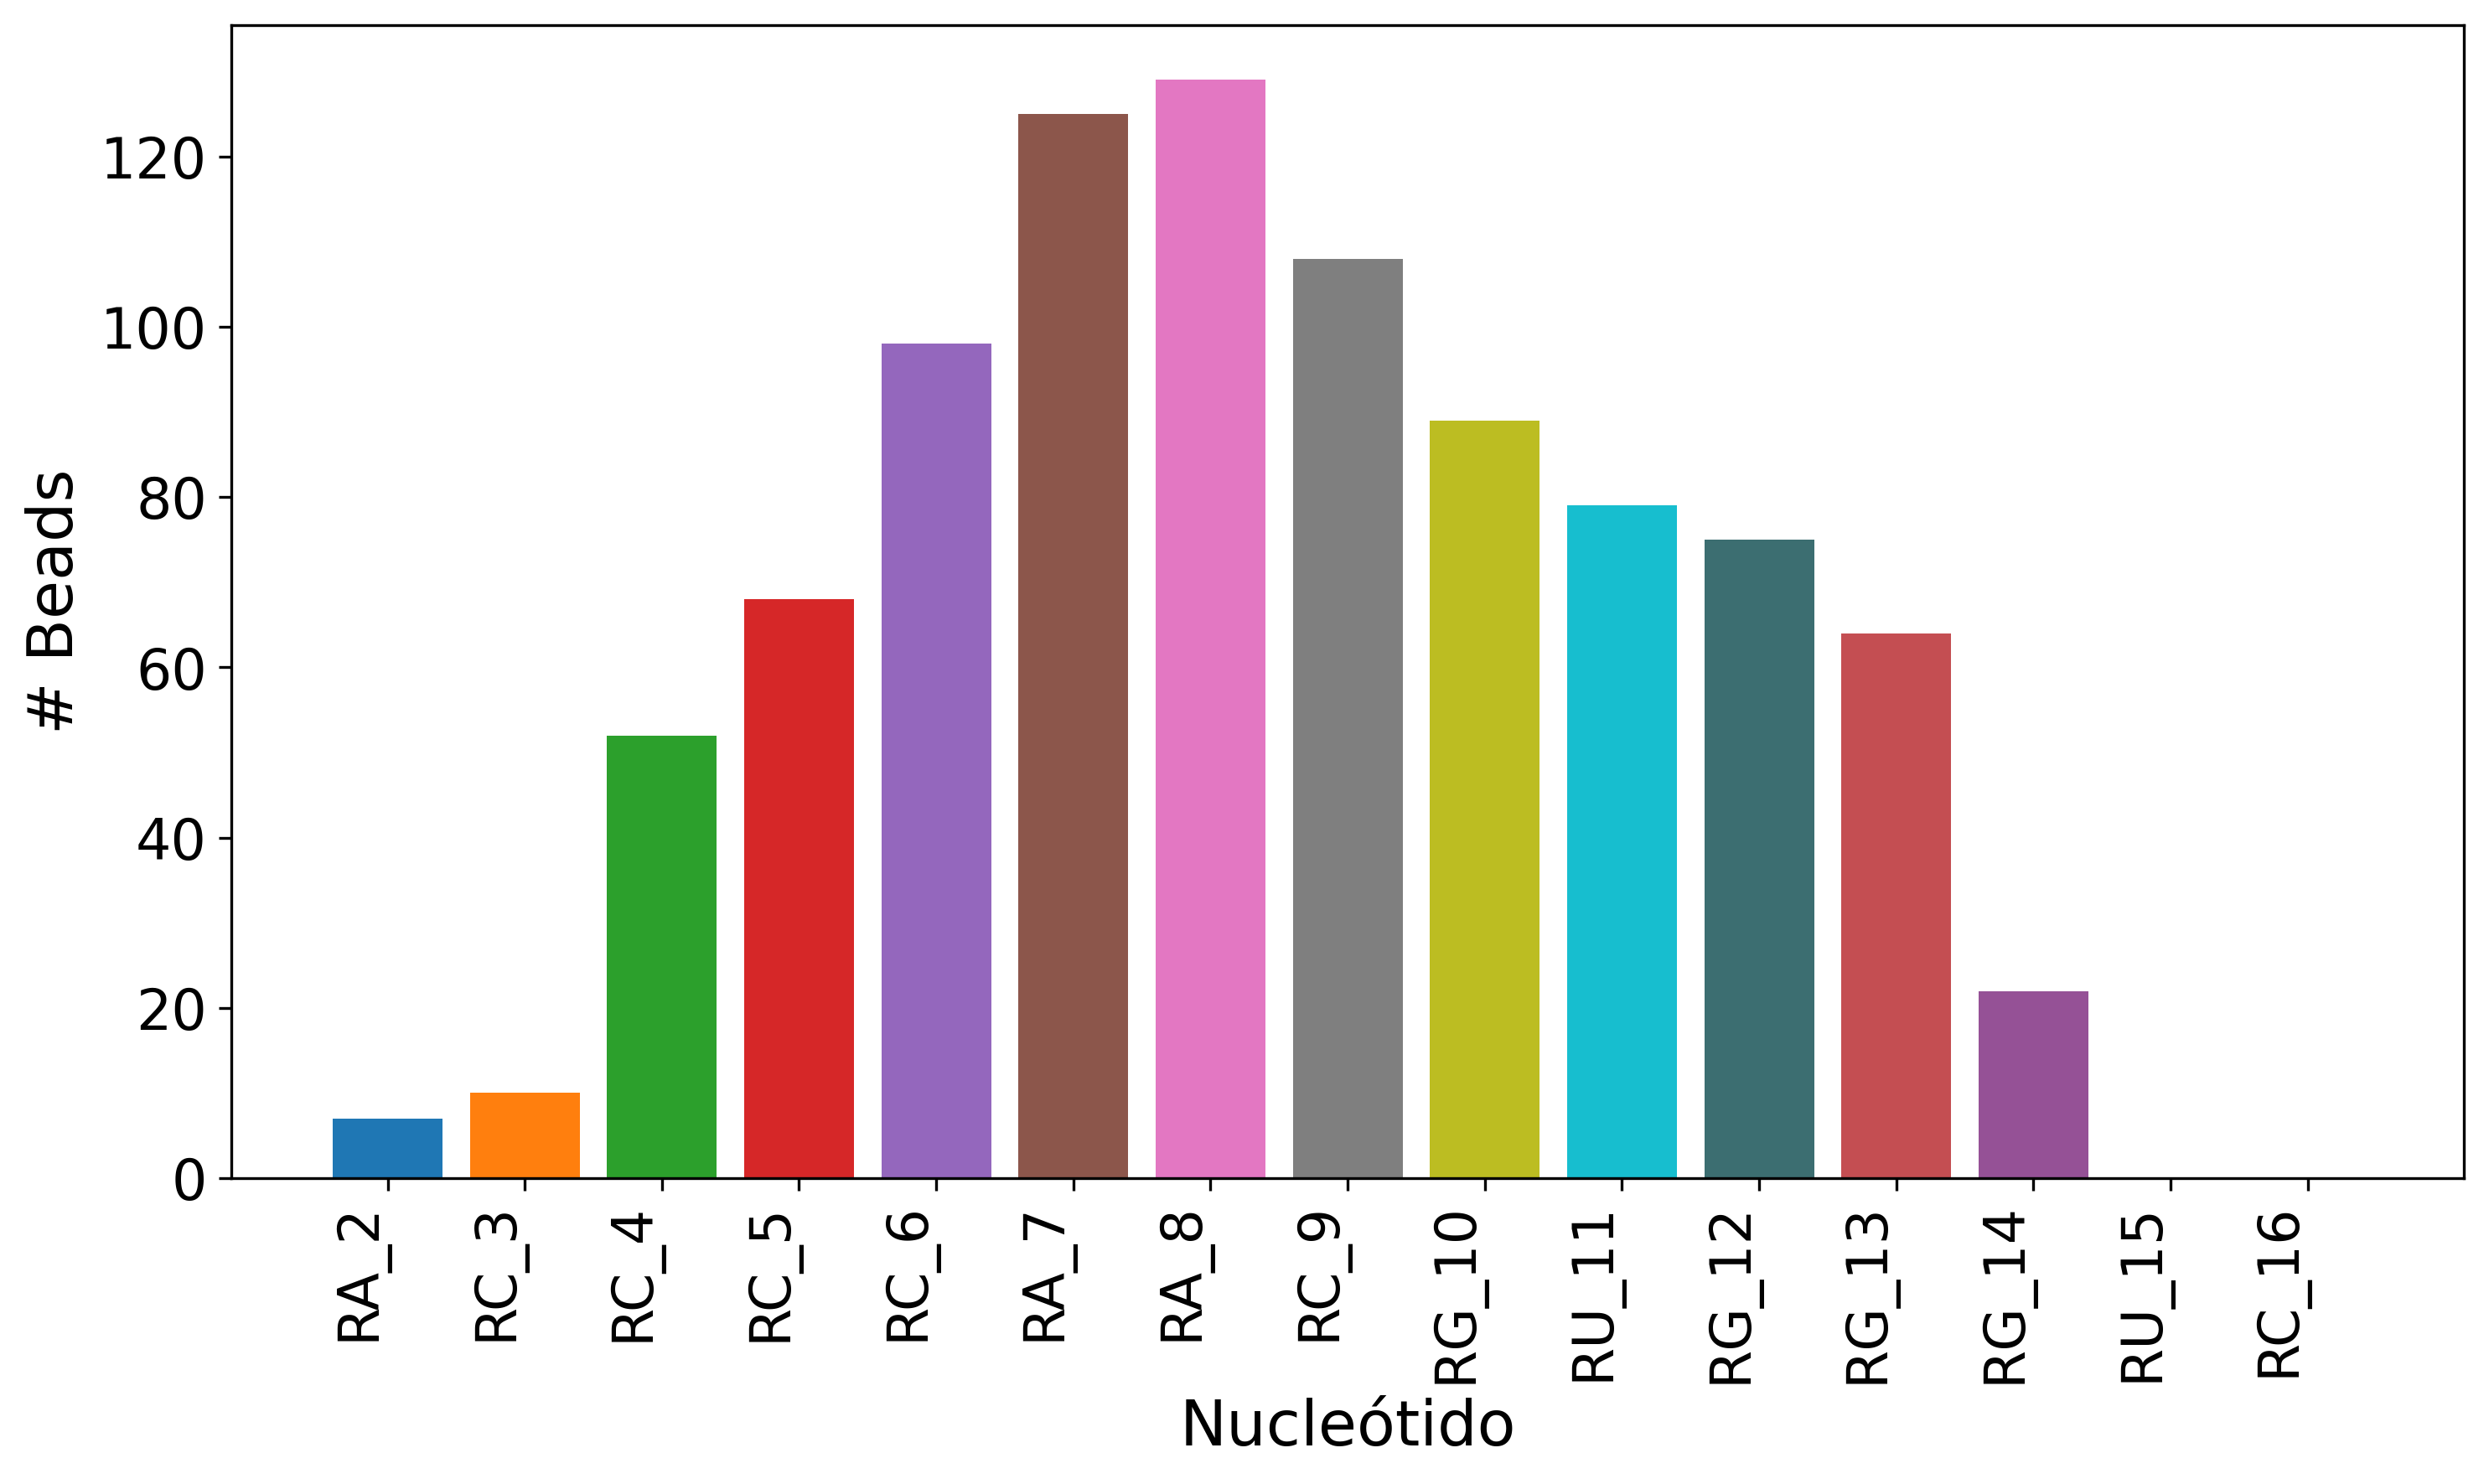 120
100
80
60
40
20
0
# Beads
RA_2
RC_3
RC_4
RC_5
RC_6
RA_7
RA_8
RC_9
RG_10
RU_11
RG_12
RG_13
RG_14
RU_15
RC_16
Nucleótido